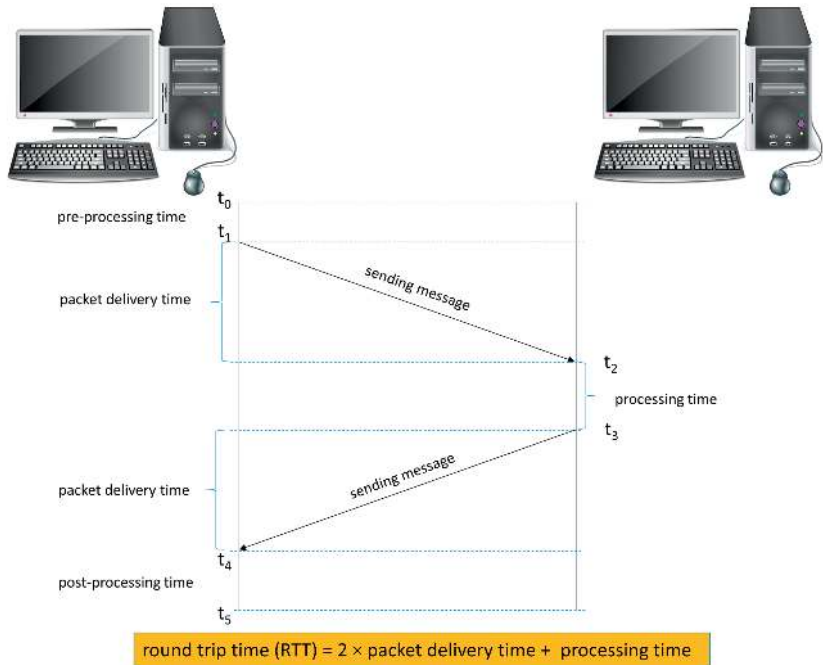 t0
pre-processing time
t1
sending message
packet delivery time
t2
processing time
t3
sending message
packet delivery time
t4
post-processing time
t5
round trip time (RTT) = 2 × packet delivery time + processing time